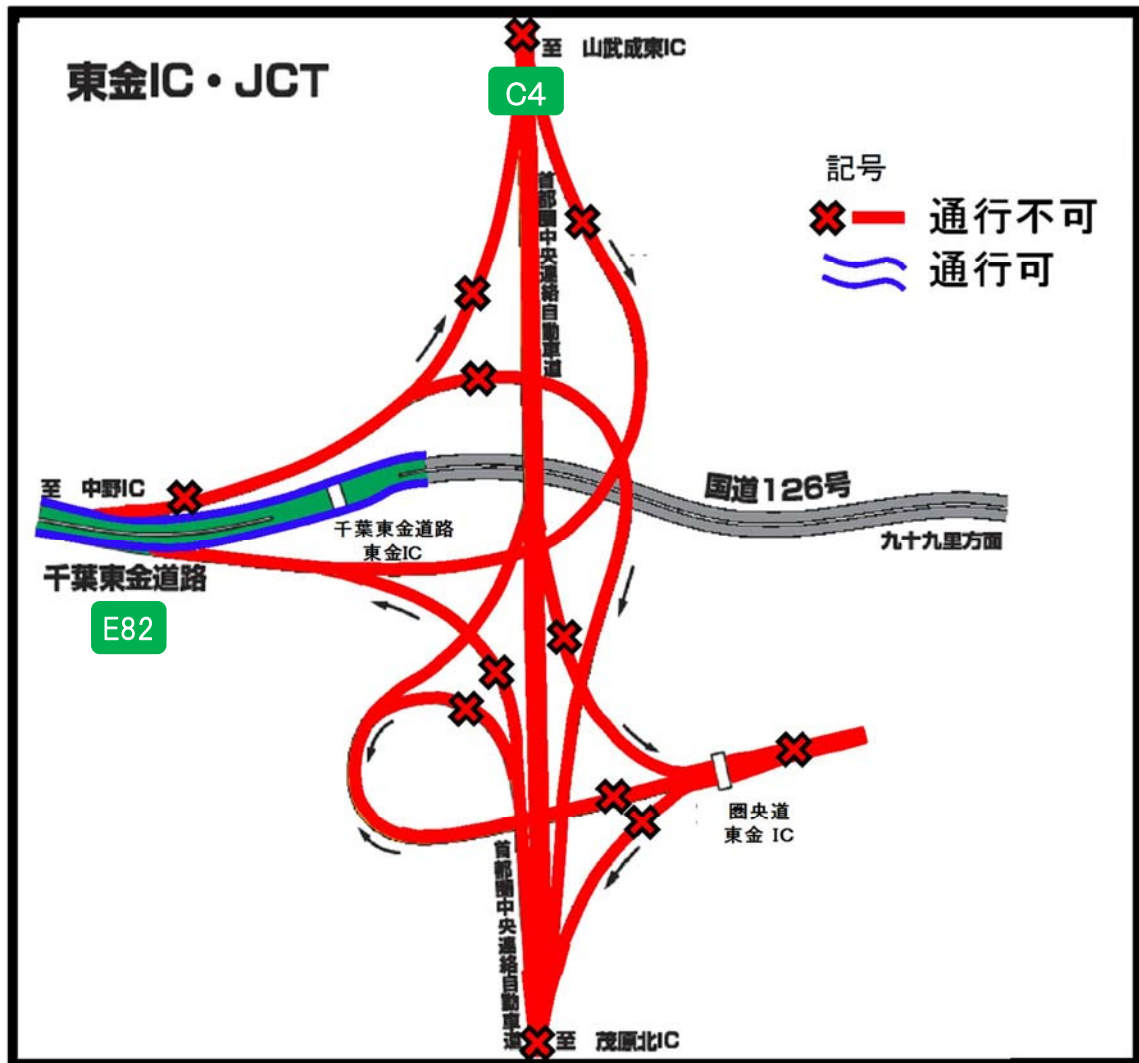 至 山武成東IC
東金IC・JCT
C4
首都圏中央連絡自動車道
記号
通行不可
通行可
至 中野IC
国道126号
千葉東金道路
東金IC
九十九里方面
千葉東金道路
E82
圏央道
東金 IC
首都圏中央連絡自動車道
至 茂原北IC